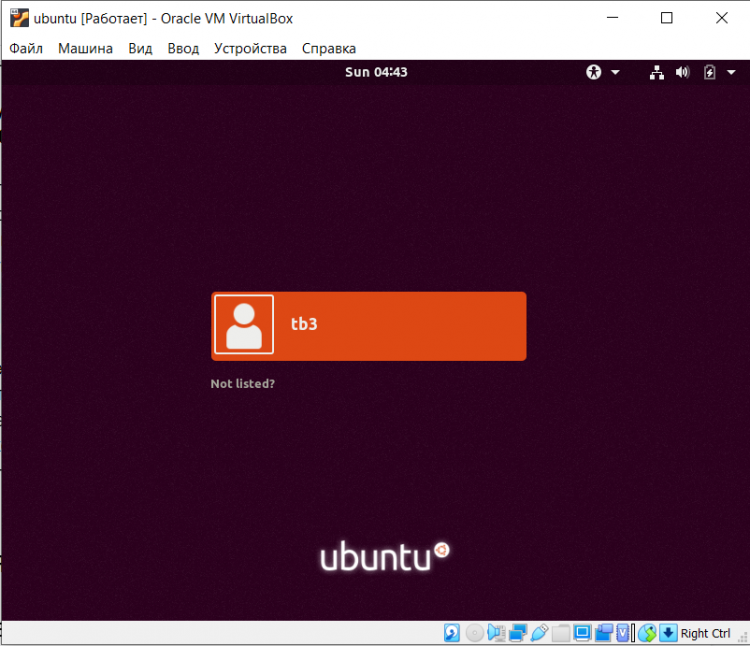 ubuntu [Работает] - Oracle VM VirtualBox
Файл Машина Вид Ввод Устройства Справка
Sun 04:43
tb3
Not listed?
ubuntu
Right Ctrl